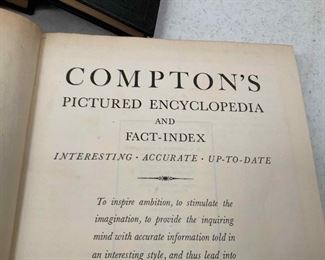 COMPTON'S
PICTURED ENCYCLOPEDIA
AND
FACT-INDEX
INTERESTING · ACCURATE · UP-TO-DATE
To inspire ambition, to stimulate the
imagination, to provide the inquiring
mind with accurate information told in
an interesting style, and thus lead into